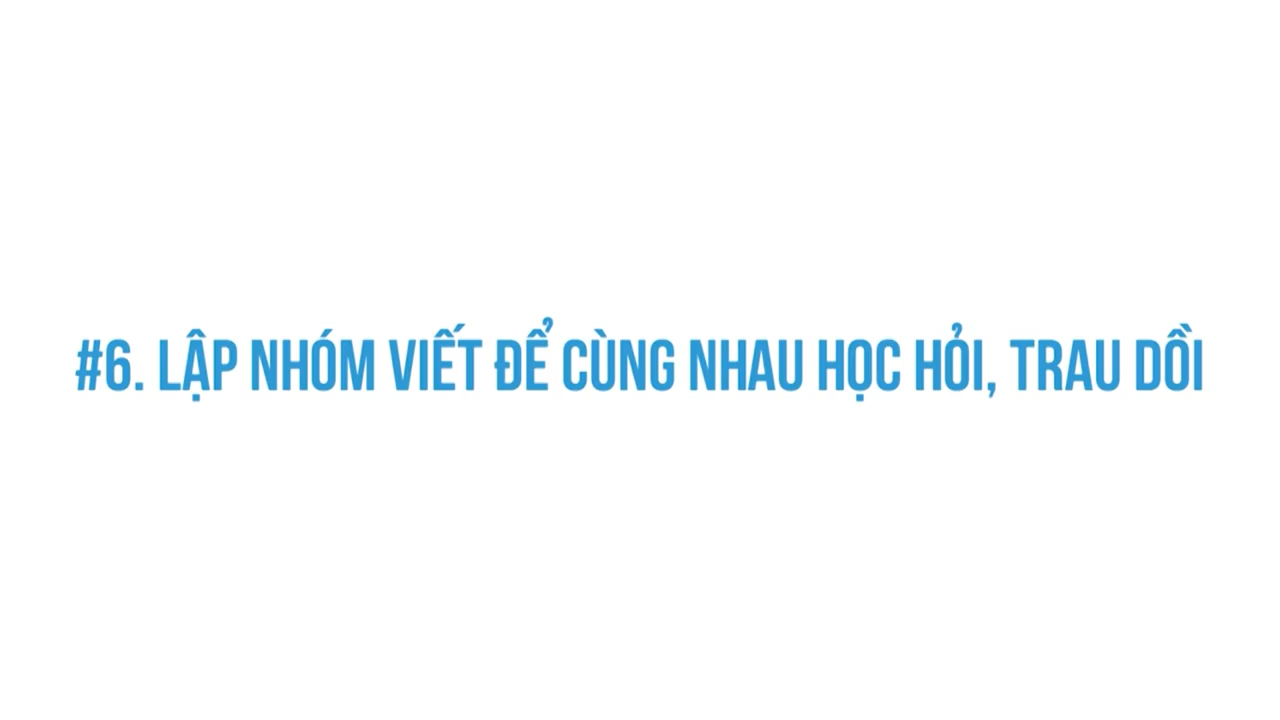 #6. LẬP NHÓM VIẾT ĐỂ CÙNG NHAU HỌC HỎI, TRAU DỒI